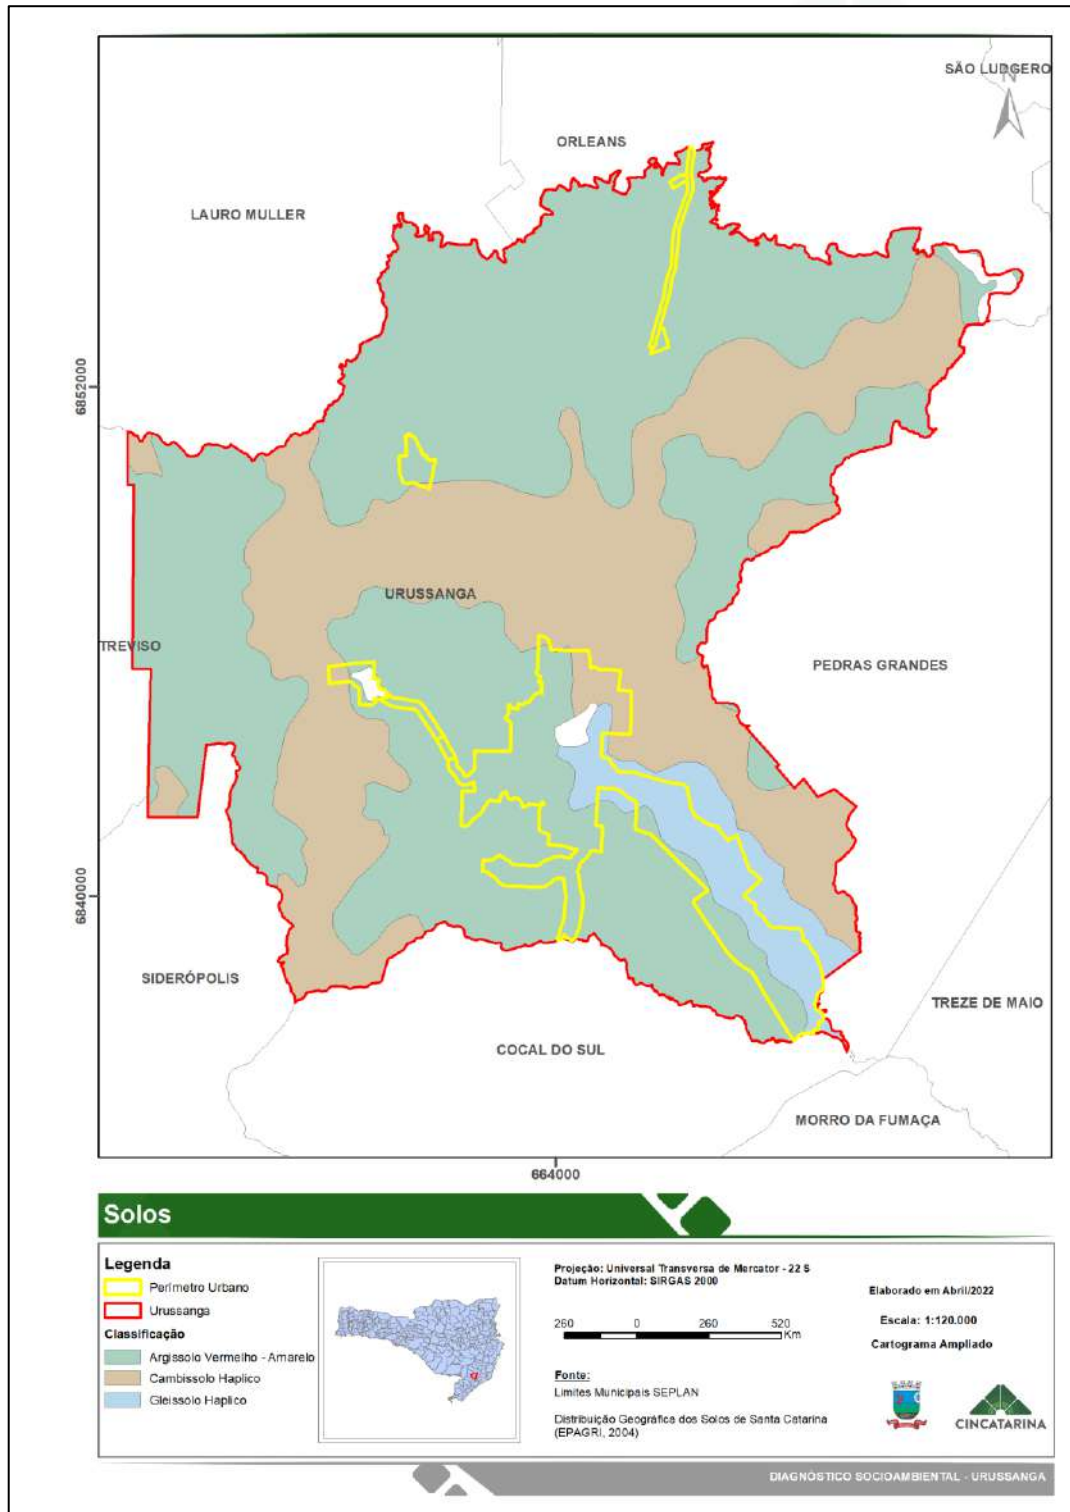 SÃO LUDGERO
N
ORLEANS
LAURO MULLER
6852000
URUSSANGA
TREVISO
PEDRAS GRANDES
6840000
SIDERÓPOLIS
TREZE DE MAIO
COCAL DO SUL
MORRO DA FUMAÇA
664000
Solos
Legenda
Perímetro Urbano
Urussanga
Classificação
Argissolo Vermelho - Amarelo
Cambissolo Haplico
Gleissolo Haplico
Projeção: Universal Transversa de Mercator - 22 S
Datum Horizontal: SIRGAS 2000
260 0 260 520
Km
Fonte:
Limites Municipais SEPLAN
Distribuição Geográfica dos Solos de Santa Catarina
(EPAGRI, 2004)
Elaborado em Abril/2022
Escala: 1:120.000
Cartograma Ampliado
CINCATARINA
DIAGNÓSTICO SOCIOAMBIENTAL - URUSSANGA